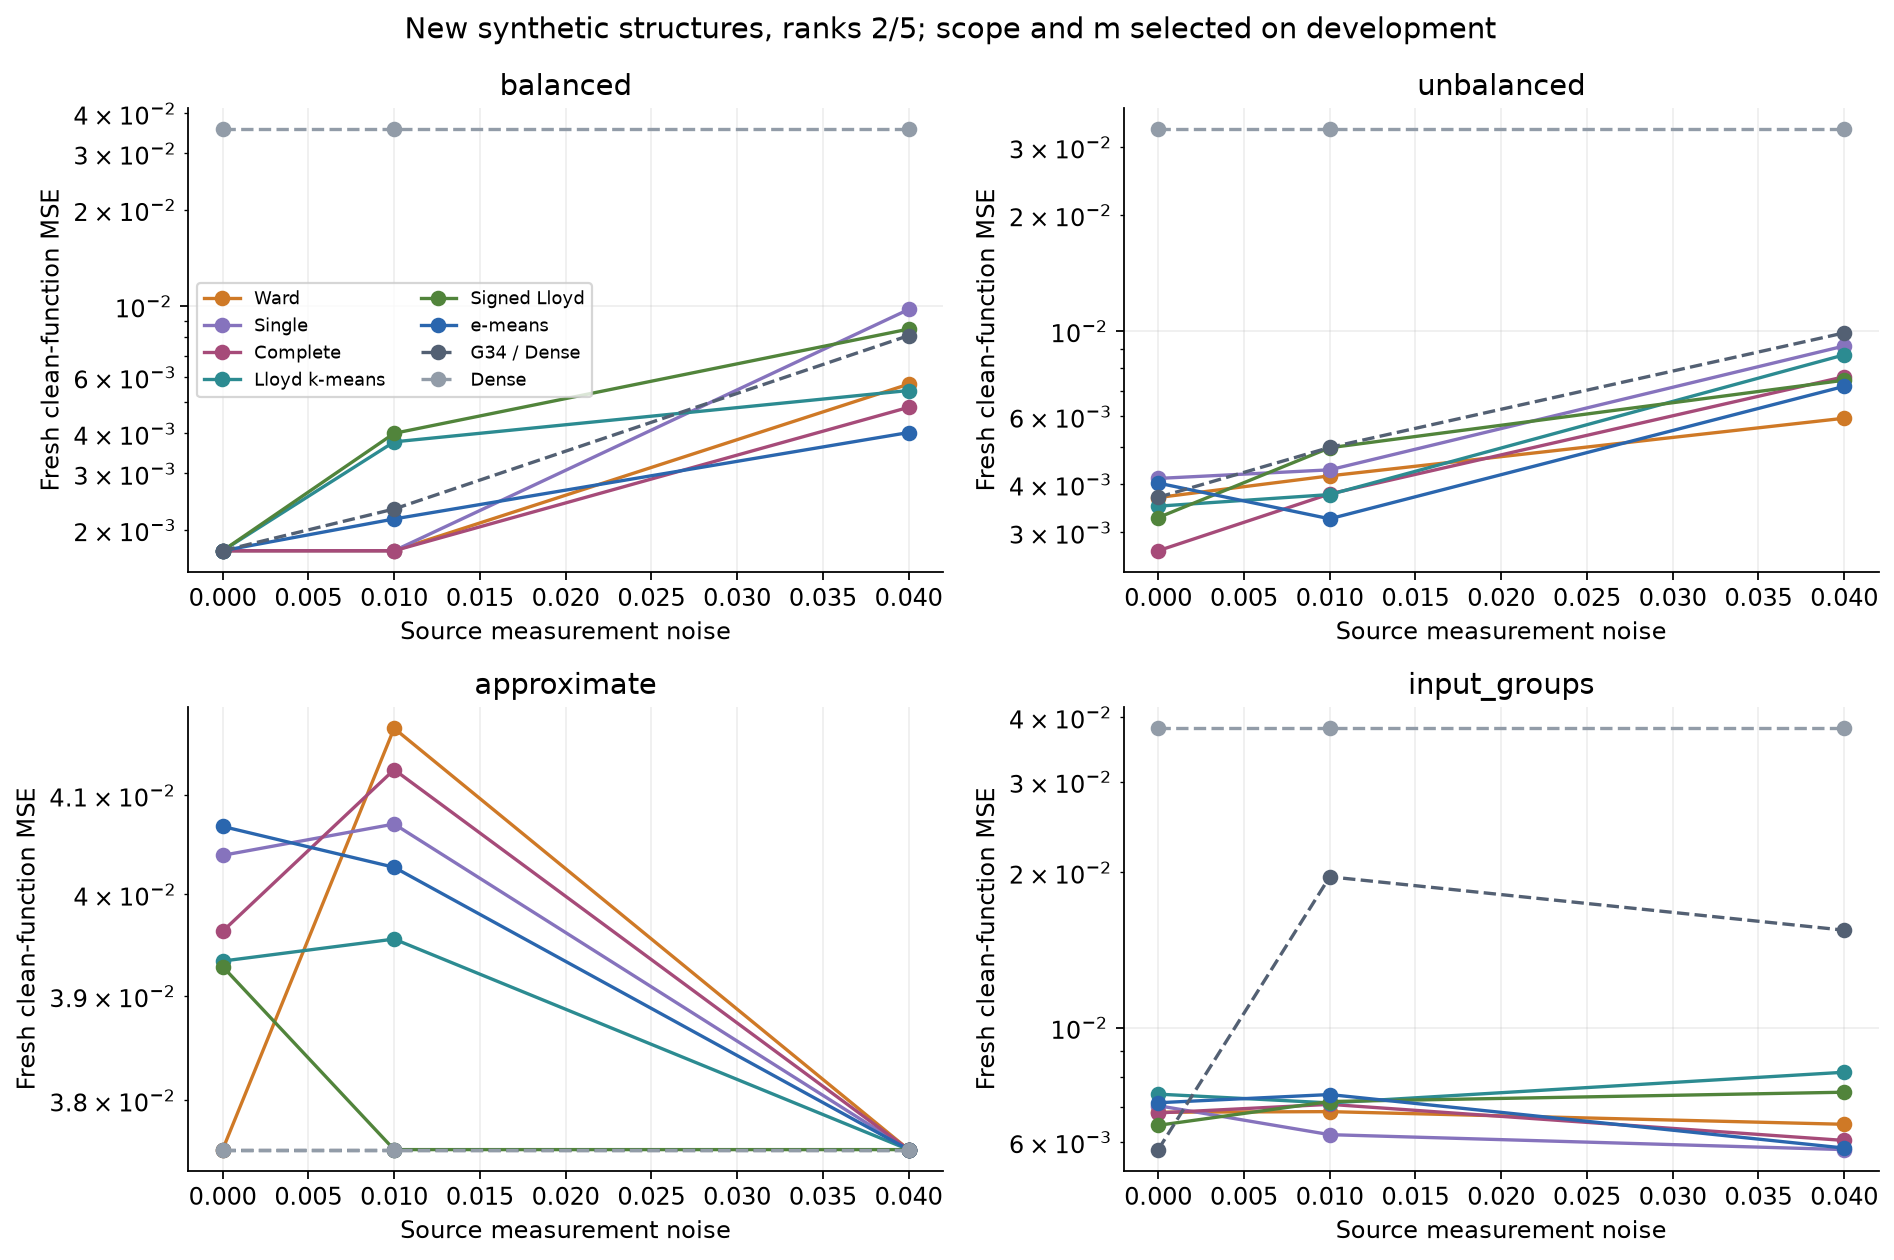 New synthetic structures, ranks 2/5; scope and m selected on development
balanced
Fresh clean-function MSE
4 × 10⁻²
3 × 10⁻²
2 × 10⁻²
10⁻²
6 × 10⁻³
4 × 10⁻³
3 × 10⁻³
2 × 10⁻³
Ward
Single
Complete
Lloyd k-means
Signed Lloyd
e-means
G34 / Dense
Dense
0.000 0.005 0.010 0.015 0.020 0.025 0.030 0.035 0.040
Source measurement noise
unbalanced
Fresh clean-function MSE
3 × 10⁻²
2 × 10⁻²
10⁻²
6 × 10⁻³
4 × 10⁻³
3 × 10⁻³
0.000 0.005 0.010 0.015 0.020 0.025 0.030 0.035 0.040
Source measurement noise
approximate
Fresh clean-function MSE
4.1 × 10⁻²
4 × 10⁻²
3.9 × 10⁻²
3.8 × 10⁻²
0.000 0.005 0.010 0.015 0.020 0.025 0.030 0.035 0.040
Source measurement noise
input_groups
Fresh clean-function MSE
4 × 10⁻²
3 × 10⁻²
2 × 10⁻²
10⁻²
6 × 10⁻³
0.000 0.005 0.010 0.015 0.020 0.025 0.030 0.035 0.040
Source measurement noise